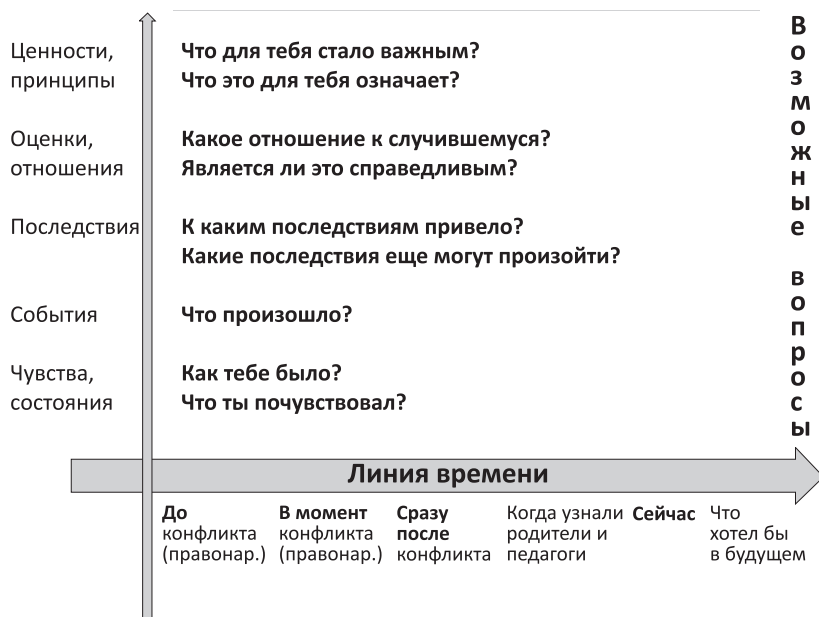 Ценности,
принципы
Что для тебя стало важным?
Что это для тебя означает?
Оценки,
отношения
Какое отношение к случившемуся?
Является ли это справедливым?
Последствия
К каким последствиям привело?
Какие последствия еще могут произойти?
События
Что произошло?
Чувства,
состояния
Как тебе было?
Что ты почувствовал?
Возможные вопросы
Линия времени
До
конфликта
(правонар.)
В момент
конфликта
(правонар.)
Сразу
после
конфликта
Когда узнали
родители и
педагоги
Сейчас
Что
хотел бы
в будущем